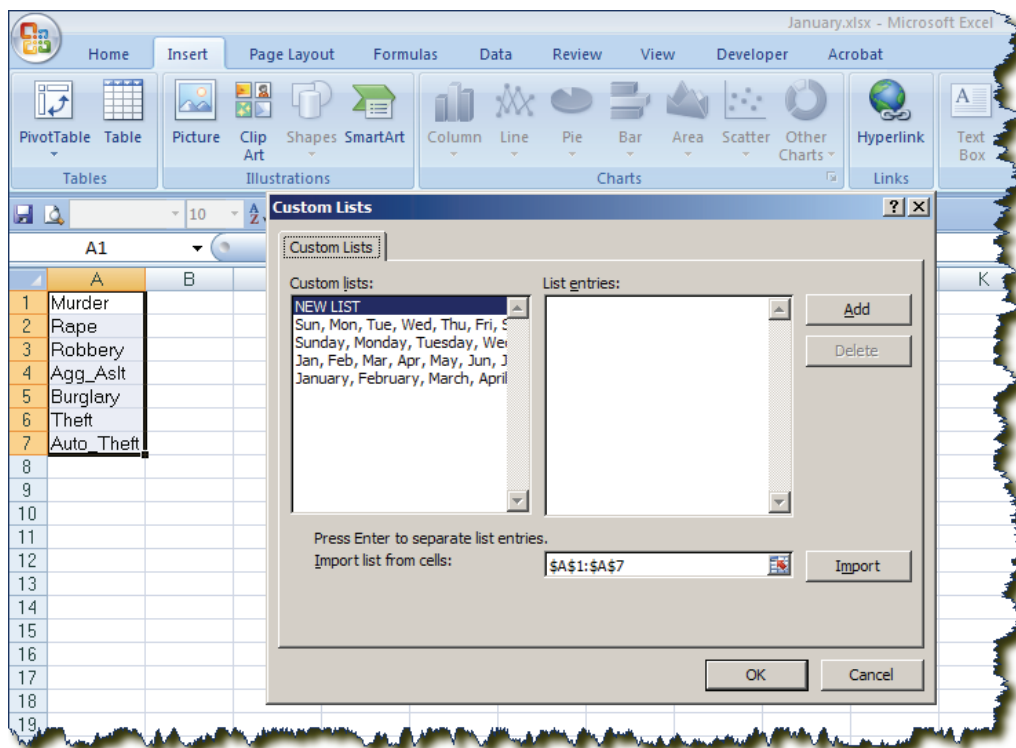 January.xlsx - Microsoft Excel
Home Insert Page Layout Formulas Data Review View Developer Acrobat
PivotTable Table Picture Clip Art Shapes SmartArt Column Line Pie Bar Area Scatter Other Charts Hyperlink Text Box
Tables Illustrations Charts Links
10
A1
Custom Lists
Custom Lists
Custom lists:
List entries:
NEW LIST
Sun, Mon, Tue, Wed, Thu, Fri, S
Sunday, Monday, Tuesday, We
Jan, Feb, Mar, Apr, May, Jun, J
January, February, March, April
Add
Delete
Press Enter to separate list entries.
Import list from cells:
$A$1:$A$7
Import
OK
Cancel
A B K
1 Murder
2 Rape
3 Robbery
4 Agg_Aslt
5 Burglary
6 Theft
7 Auto_Theft
8
9
10
11
12
13
14
15
16
17
18
19